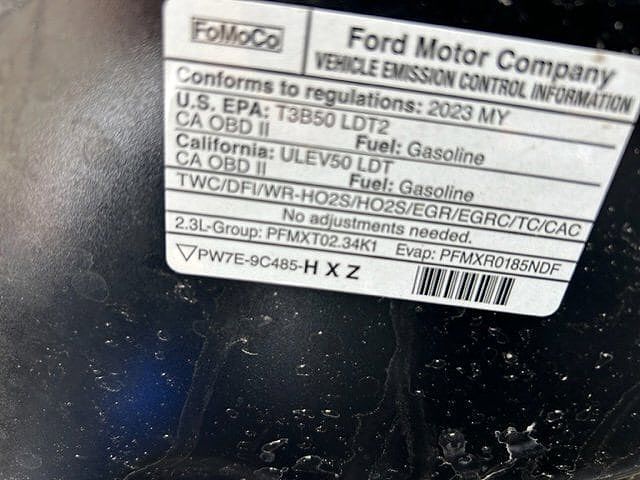 FoMoCo
Ford Motor Company
VEHICLE EMISSION CONTROL INFORMATION
Conforms to regulations: 2023 MY
U.S. EPA: T3B50 LDT2
CA OBD II Fuel: Gasoline
California: ULEV50 LDT
CA OBD II Fuel: Gasoline
TWC/DFI/WR-HO2S/HO2S/EGR/EGRC/TC/CAC
No adjustments needed.
2.3L-Group: PFMXT02.34K1 Evap: PFMXR0185NDF
▽PW7E-9C485-H X Z